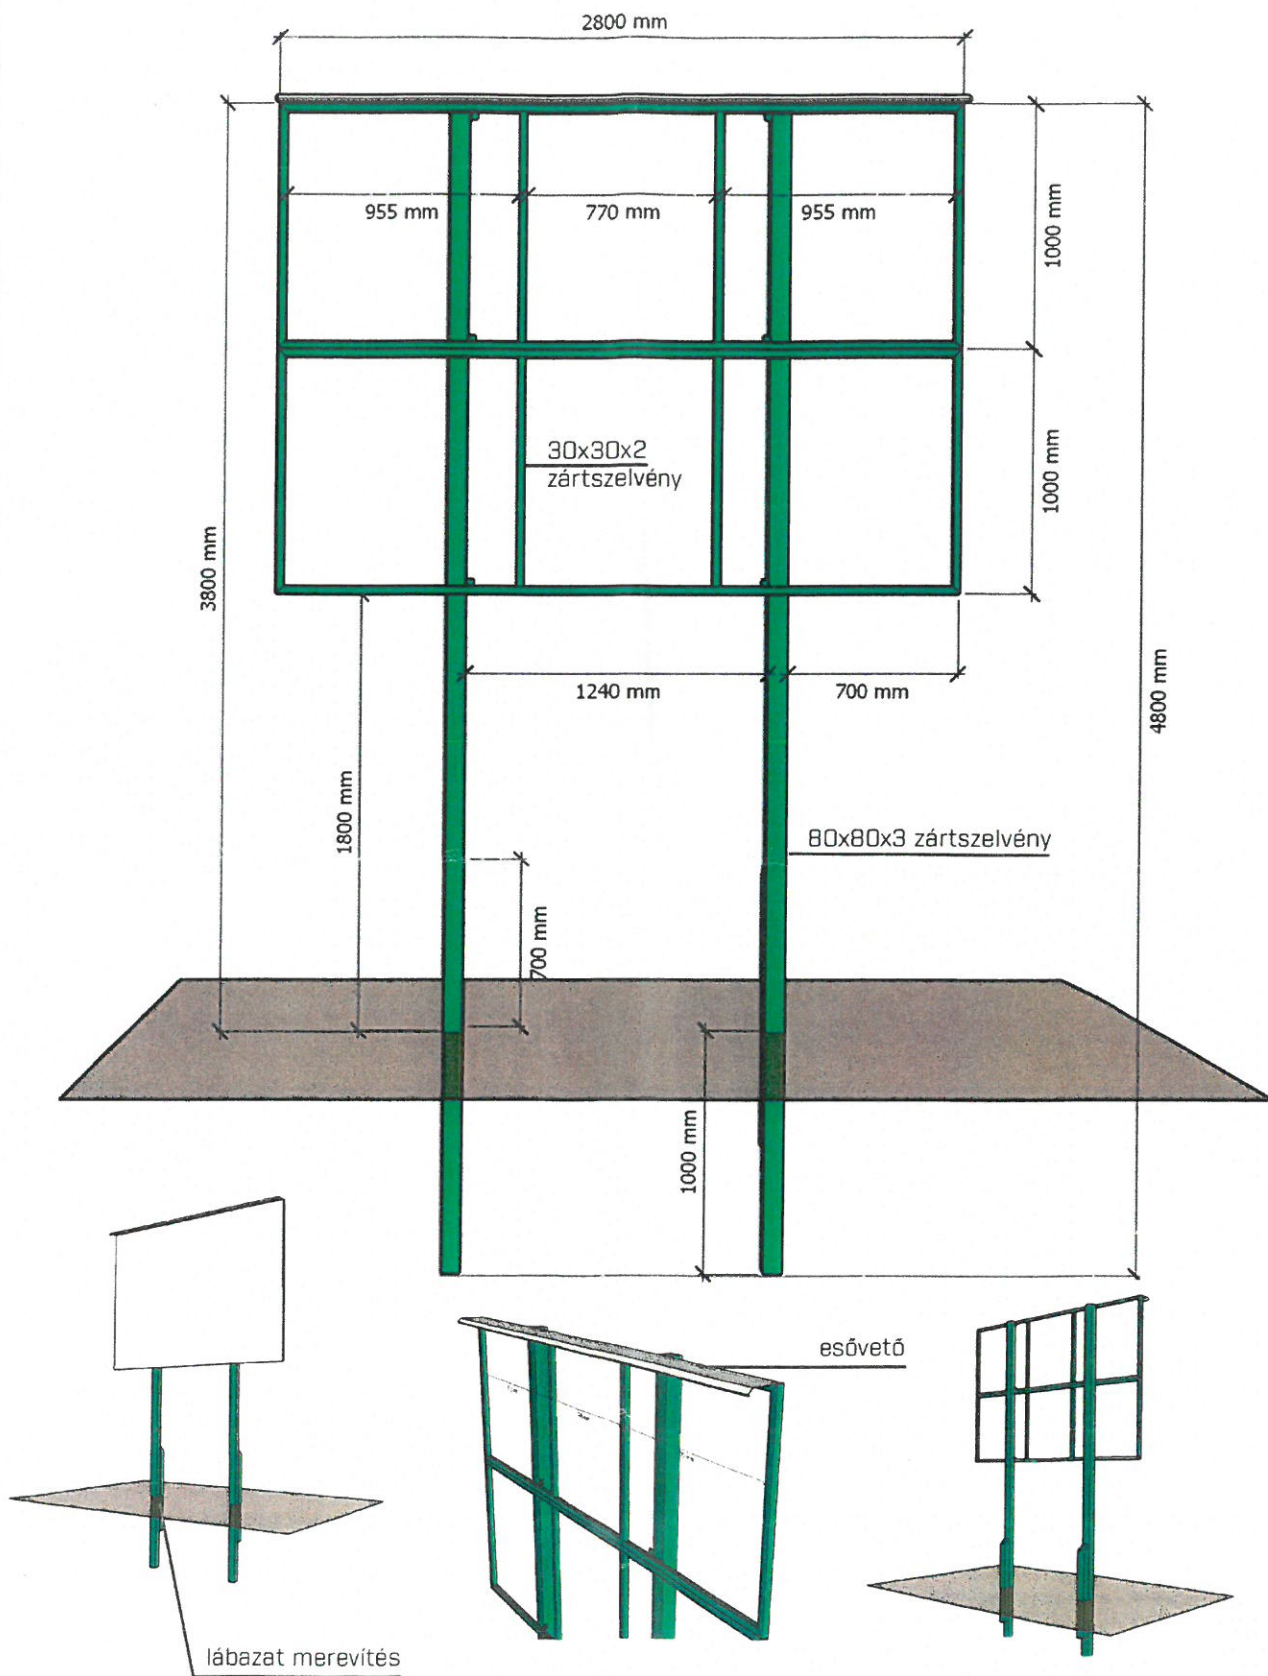 2800 mm
955 mm
770 mm
955 mm
1000 mm
30x30x2
zártszelvény
1000 mm
3800 mm
1240 mm
700 mm
4800 mm
1800 mm
80x80x3 zártszelvény
700 mm
1000 mm
esővető
lábazat merevítés